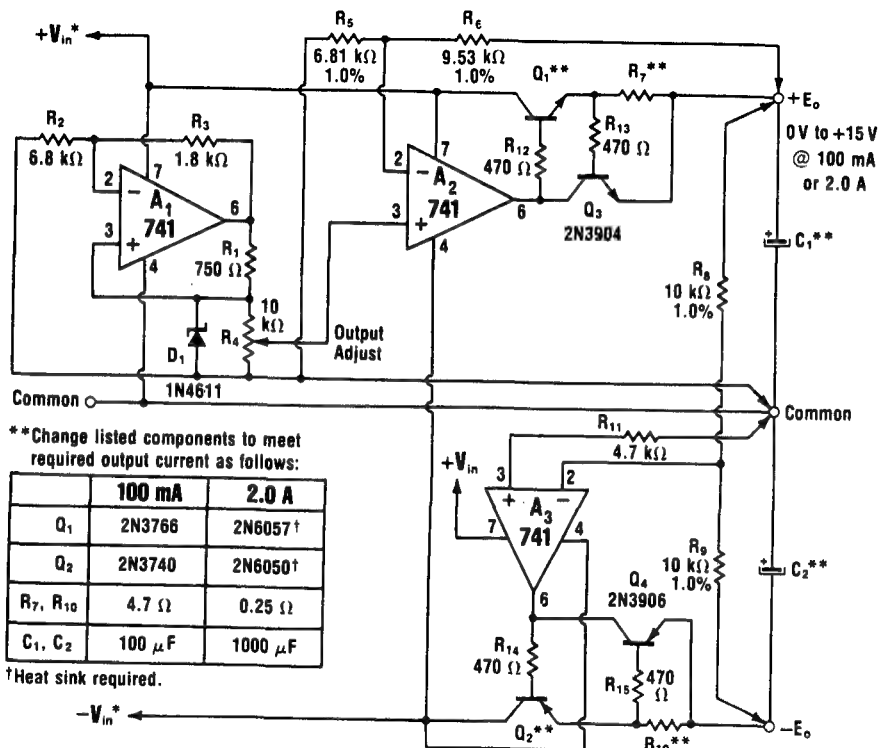 +Vin*
R5
6.81 kΩ
1.0%
R6
9.53 kΩ
1.0%
Q1**
R7**
+Eo
0V to +15 V
@ 100 mA
or 2.0 A
R2
6.8 kΩ
R3
1.8 kΩ
R13
470 Ω
R12
470 Ω
2
7
A1
741
6
3
4
−
+
2
7
A2
741
6
3
4
−
+
Q3
2N3904
C1**
+
R1
750 Ω
R8
10 kΩ
1.0%
10
kΩ
R4
Output
Adjust
D1
1N4611
Common
Common
**Change listed components to meet
required output current as follows:
100 mA 2.0 A
Q1 2N3766 2N6057†
Q2 2N3740 2N6050†
R7, R10 4.7 Ω 0.25 Ω
C1, C2 100 μF 1000 μF
†Heat sink required.
R11
4.7 kΩ
+Vin
3
2
+
−
A3
741
7
4
6
R9
10 kΩ
1.0%
C2**
+
Q4
2N3906
R14
470 Ω
R15
470
Ω
−Vin*
Q2**
R10**
−Eo